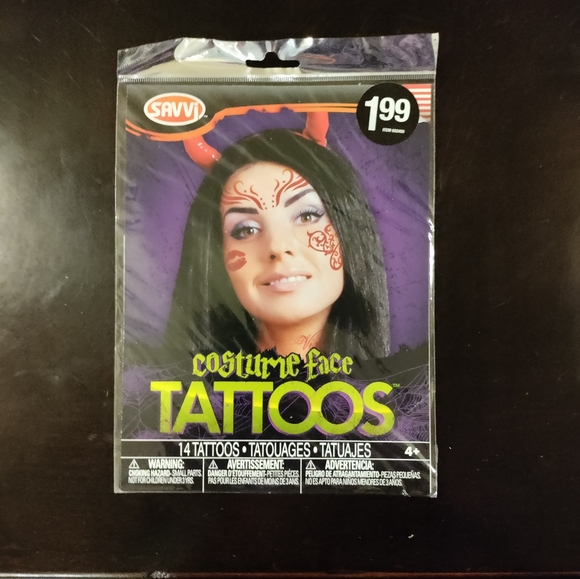 SAVVi™
1.99
costume face
TATTOOS™
14 TATTOOS • TATOUAGES • TATUAJES
4+
WARNING:
CHOKING HAZARD-SMALL PARTS.
NOT FOR CHILDREN UNDER 3 YRS.
AVERTISSEMENT:
DANGER D'ÉTOUFFEMENT-PETITES PIÈCES.
PAS POUR LES ENFANTS DE MOINS DE 3 ANS.
ADVERTENCIA:
PELIGRO DE ATRAGANTAMIENTO-PIEZAS PEQUEÑAS.
NO ES APTO PARA NIÑOS MENORES DE 3 AÑOS.